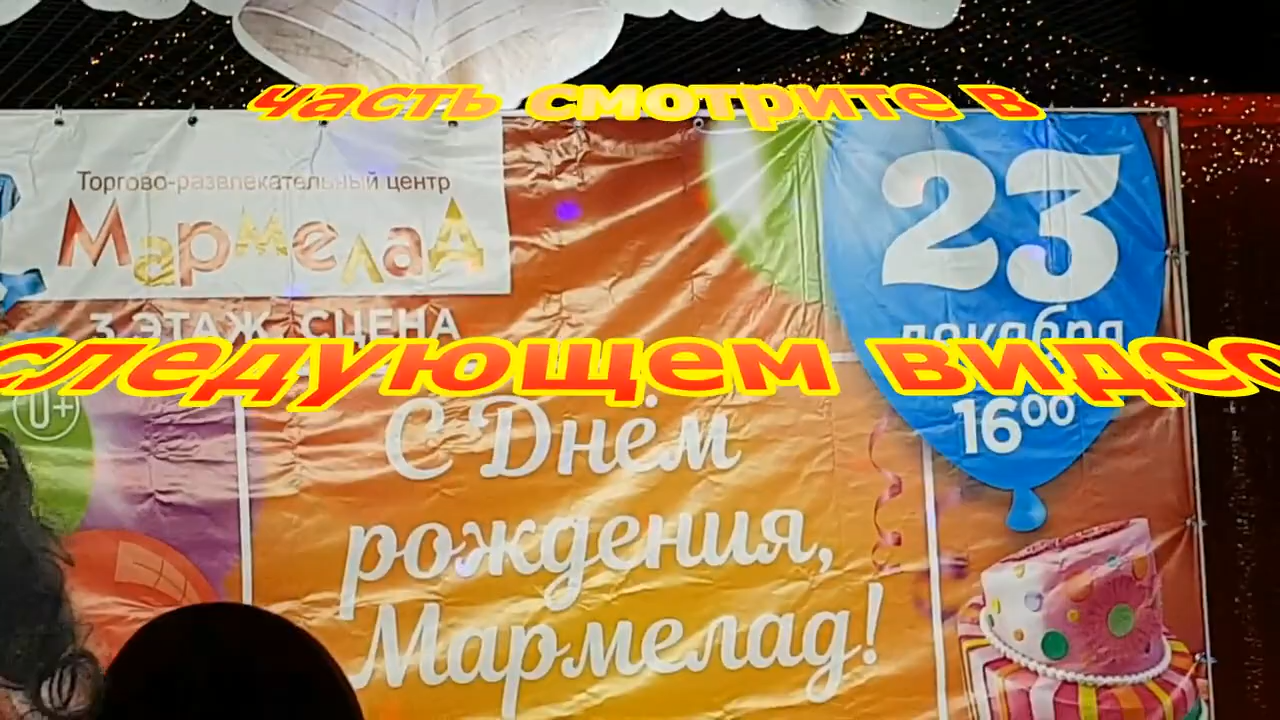 часть смотрите в
Торгово-развлекательный центр
Мармелад
23
3 ЭТАЖ, СЦЕНА
декабря
следующем видео
0+
16⁰⁰
С Днём
рождения,
Мармелад!